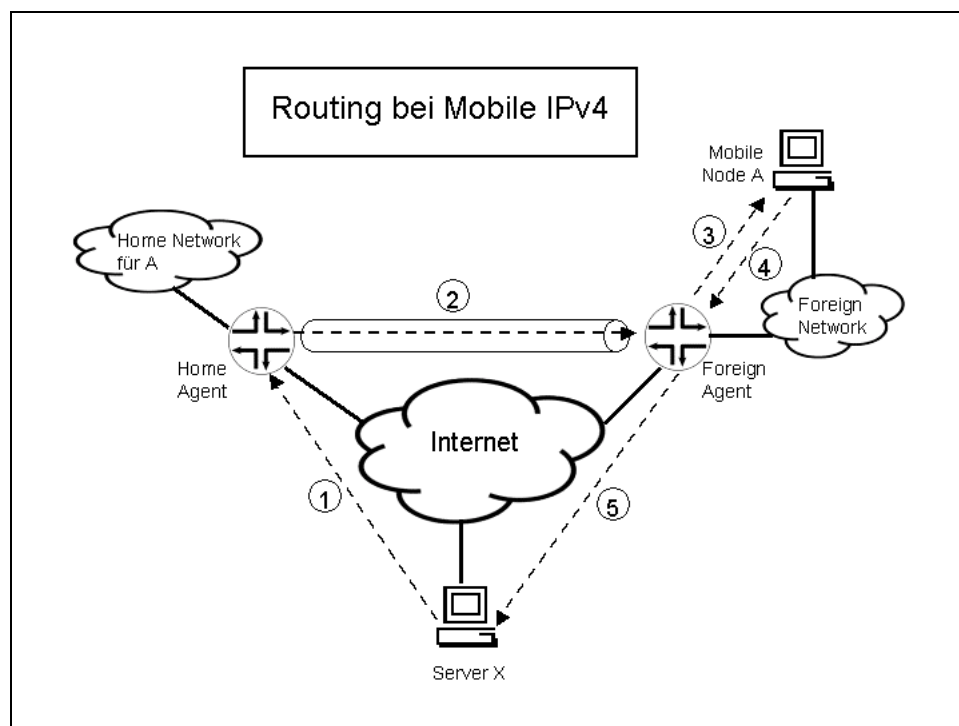 Routing bei Mobile IPv4
Mobile
Node A
Home Network
für A
3
4
2
Foreign
Network
Home
Agent
Foreign
Agent
Internet
1
5
Server X